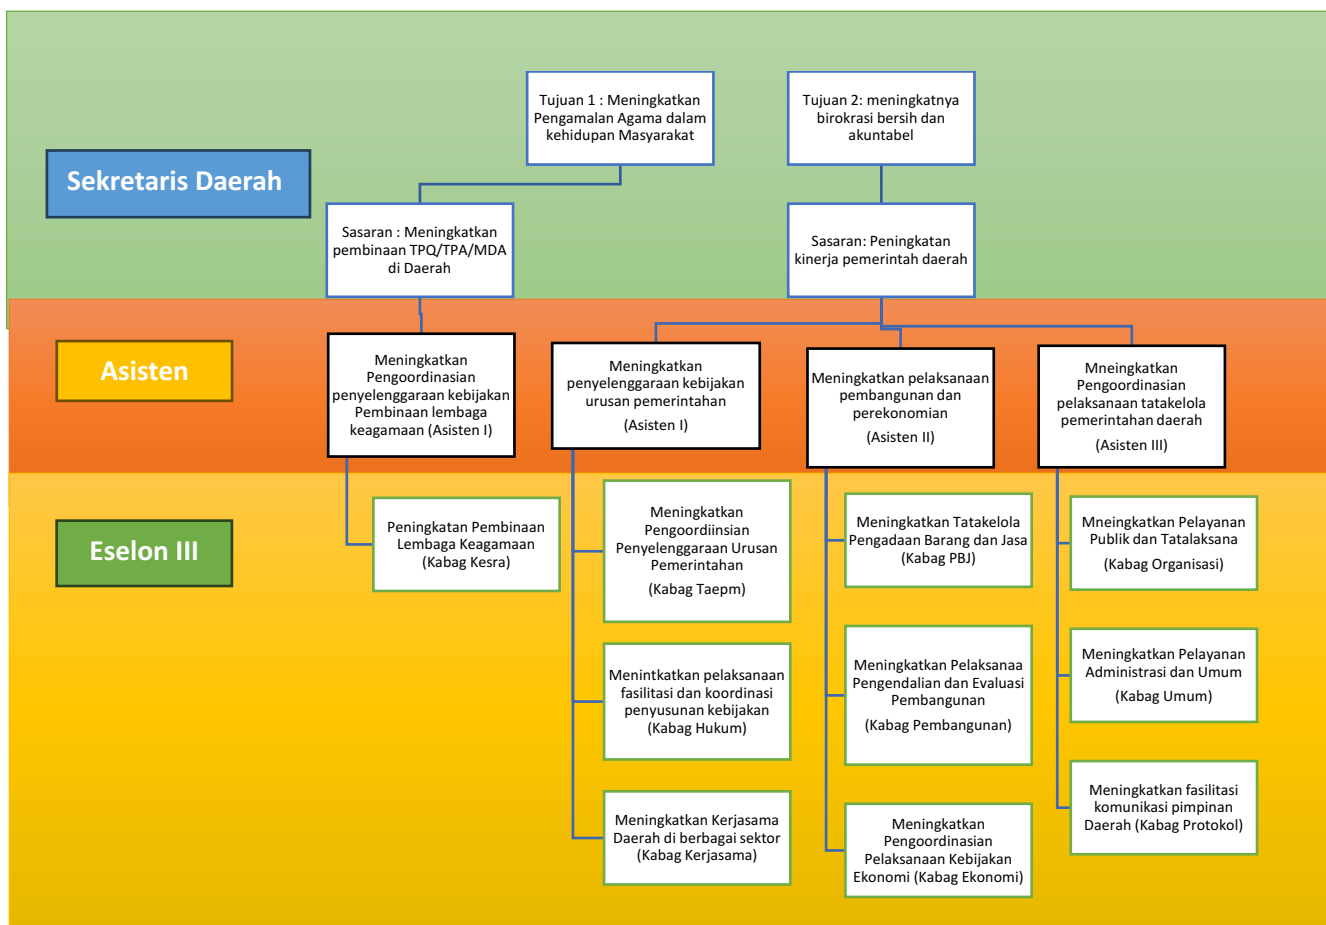 Tujuan 1 : Meningkatkan
Pengamalan Agama dalam
kehidupan Masyarakat
Tujuan 2: meningkatnya
birokrasi bersih dan
akuntabel
Sekretaris Daerah
Sasaran : Meningkatkan
pembinaan TPQ/TPA/MDA
di Daerah
Sasaran: Peningkatan
kinerja pemerintah daerah
Asisten
Meningkatkan
Pengoordinasian
penyelenggaraan kebijakan
Pembinaan lembaga
keagamaan (Asisten I)
Meningkatkan
penyelenggaraan kebijakan
urusan pemerintahan
(Asisten I)
Meningkatkan pelaksanaan
pembangunan dan
perekonomian
(Asisten II)
Mneingkatkan
Pengoordinasian
pelaksanaan tatakelola
pemerintahan daerah
(Asisten III)
Eselon III
Peningkatan Pembinaan
Lembaga Keagamaan
(Kabag Kesra)
Meningkatkan
Pengoordiinsian
Penyelenggaraan Urusan
Pemerintahan
(Kabag Taepm)
Menintkatkan pelaksanaan
fasilitasi dan koordinasi
penyusunan kebijakan
(Kabag Hukum)
Meningkatkan Kerjasama
Daerah di berbagai sektor
(Kabag Kerjasama)
Meningkatkan Tatakelola
Pengadaan Barang dan Jasa
(Kabag PBJ)
Meningkatkan Pelaksanaa
Pengendalian dan Evaluasi
Pembangunan
(Kabag Pembangunan)
Meningkatkan
Pengoordinasian
Pelaksanaan Kebijakan
Ekonomi (Kabag Ekonomi)
Mneingkatkan Pelayanan
Publik dan Tatalaksana
(Kabag Organisasi)
Meningkatkan Pelayanan
Administrasi dan Umum
(Kabag Umum)
Meningkatkan fasilitasi
komunikasi pimpinan
Daerah (Kabag Protokol)